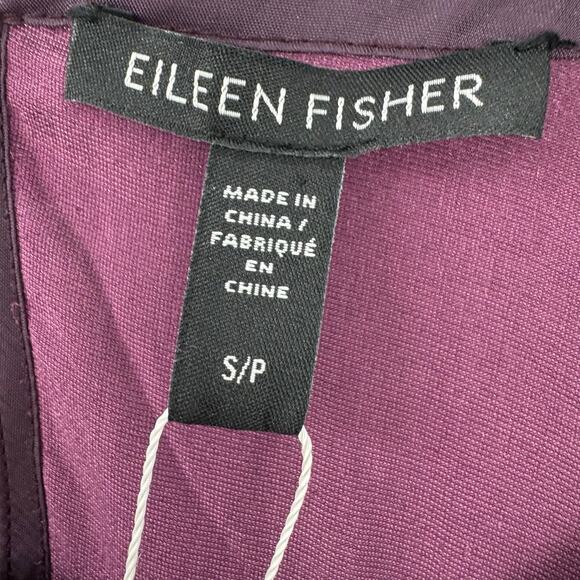 EILEEN FISHER
MADE IN
CHINA /
FABRIQUÉ
EN
CHINE
S/P